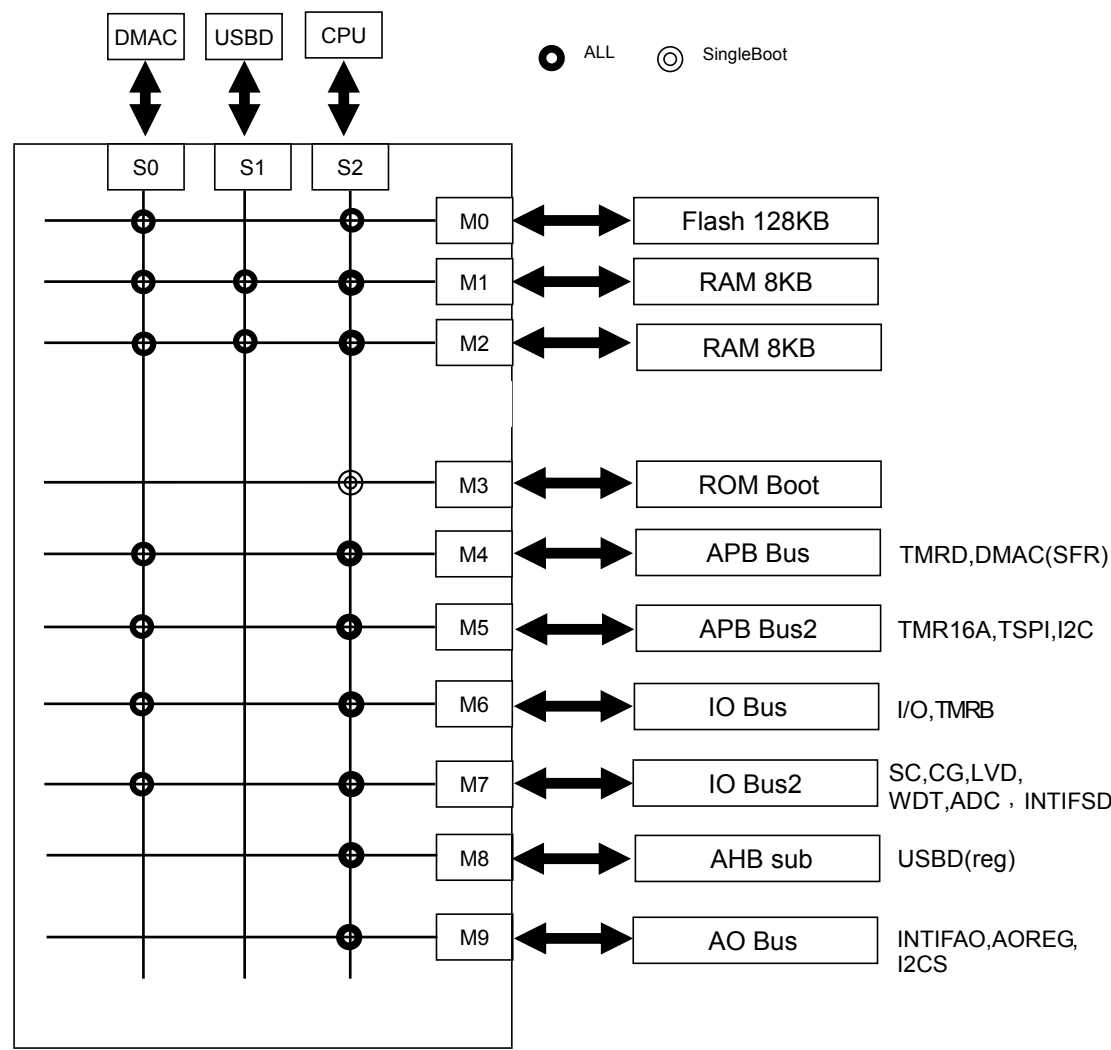 DMAC USBD CPU
ALL SingleBoot
S0 S1 S2
M0 Flash 128KB
M1 RAM 8KB
M2 RAM 8KB
M3 ROM Boot
M4 APB Bus TMRD,DMAC(SFR)
M5 APB Bus2 TMR16A,TSPI,I2C
M6 IO Bus I/O,TMRB
M7 IO Bus2 SC,CG,LVD,
WDT,ADC，INTIFSD
M8 AHB sub USBD(reg)
M9 AO Bus INTIFAO,AOREG,
I2CS